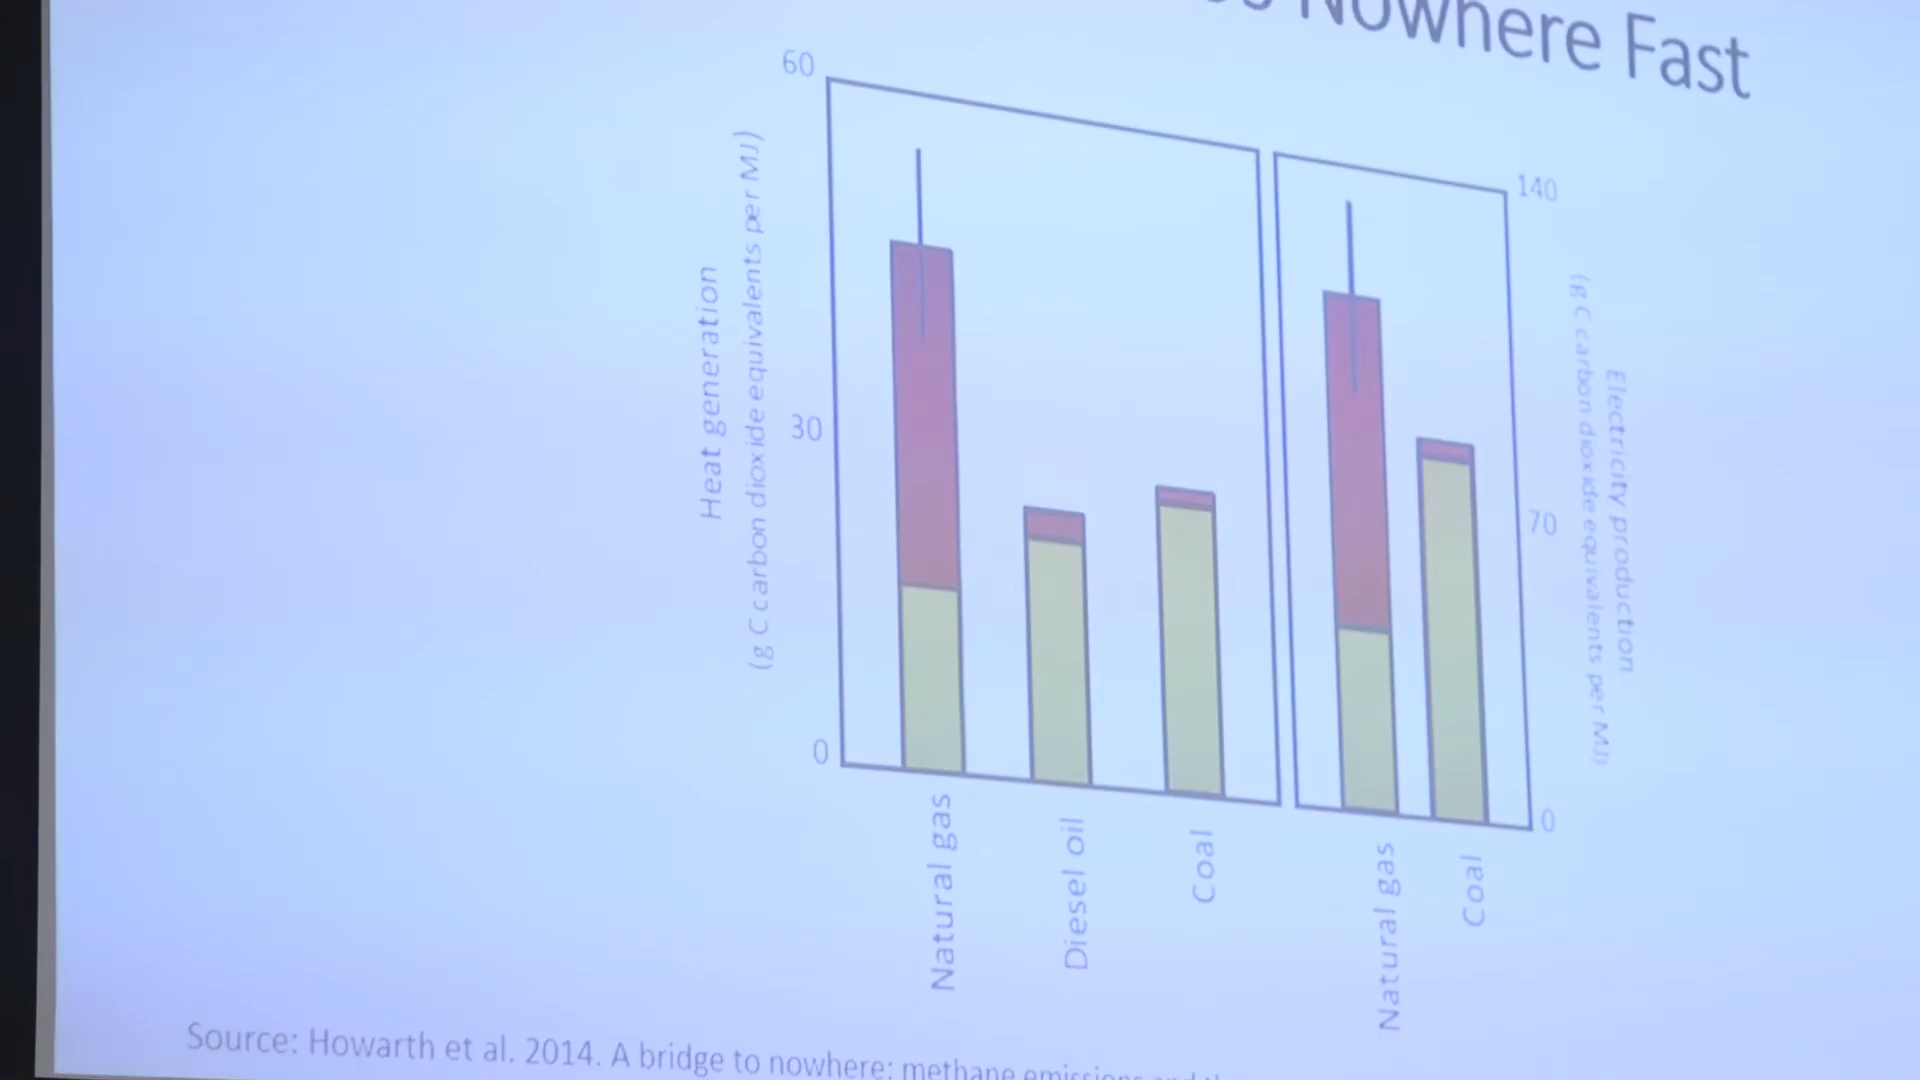 Nowhere Fast
60
30
0
Heat generation
(g C carbon dioxide equivalents per MJ)
140
70
0
Electricity production
(g C carbon dioxide equivalents per MJ)
Natural gas
Diesel oil
Coal
Natural gas
Coal
Source: Howarth et al. 2014. A bridge to nowhere: methane emissions and